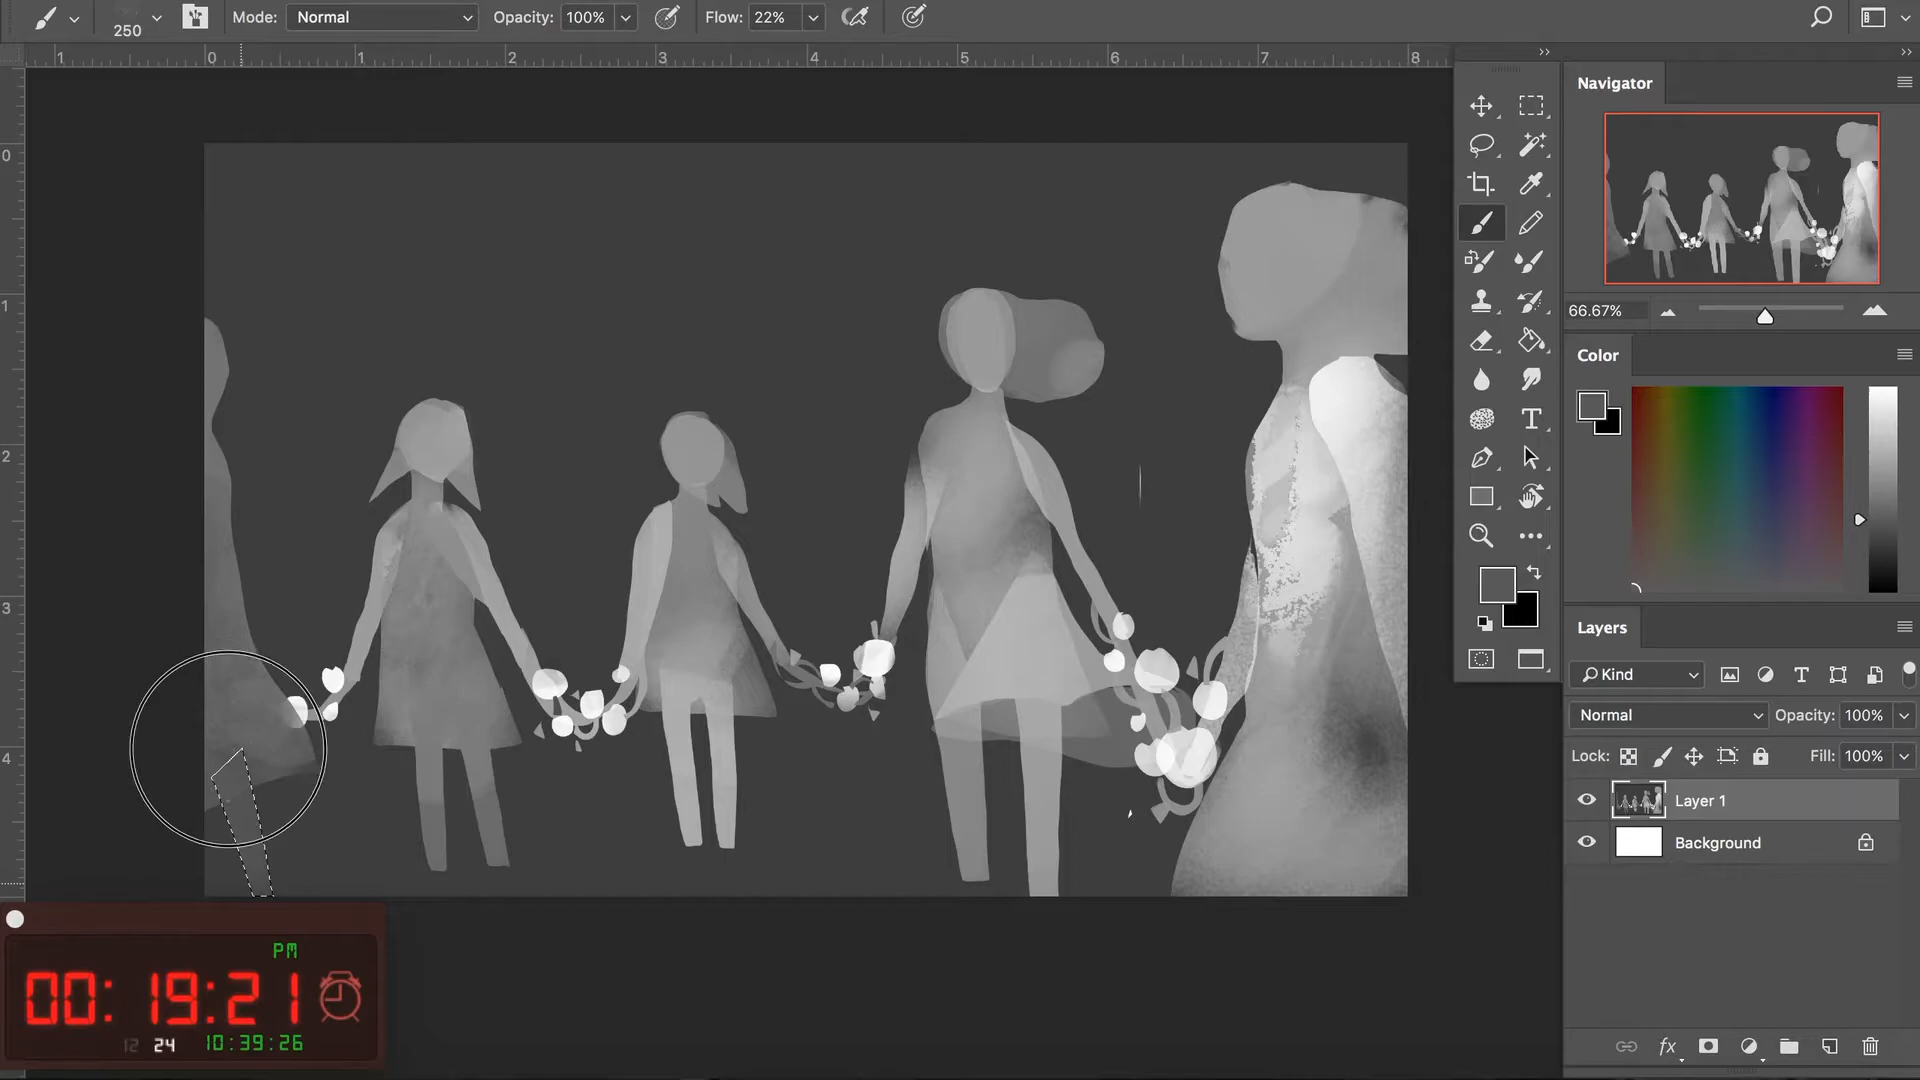 250
Mode: Normal
Opacity: 100%
Flow: 22%
1 0 1 2 3 4 5 6 7 8
0
1
2
3
4
Navigator
66.67%
Color
Layers
Kind
Normal
Opacity: 100%
Lock:
Fill: 100%
Layer 1
Background
fx
PM
00:19:21
12 24 10:39:26